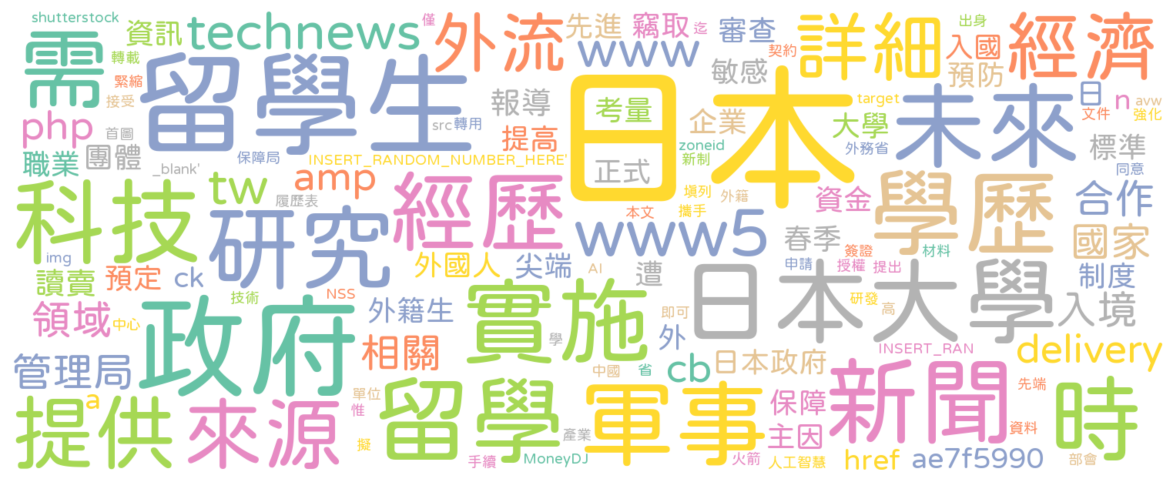 shutterstock
需
資訊
轉載
緊縮
接受
technews
留學生
外流
僅
www
先進
竊取
迄
審查
契約
敏感
詳細
出身
入國
預防
經濟
php
首圖
團體
職業
_blank'
報導
src
轉用
提高
保障局
INSERT_RANDOM_NUMBER_HERE'
日本
考量
正式
企業
zoneid
新制
target
大學
外務省
未來
日
n
avw
文件
強化
標準
同意
科技
tw
履歷表
amp
研究
經歷
本文
壎列
攜手
外籍
資金
學歷
合作
國家
img
讀賣
預定
ck
外國人
尖端
www5
AI
遭
春季
簽證
申請
授權
提出
材料
制度
研發
高
入境
領域
中心
技術
NSS
政府
外籍生
實施
即可
外
日本大學
學
相關
中國
省
cb
日本政府
INSERT_RAN
delivery
管理局
a
單位
惟
擬
提供
來源
留學
手續
產業
MoneyDJ
軍事
火箭
保障
主因
人工智慧
新聞
href
ae7f5990
先端
資料
時
部會